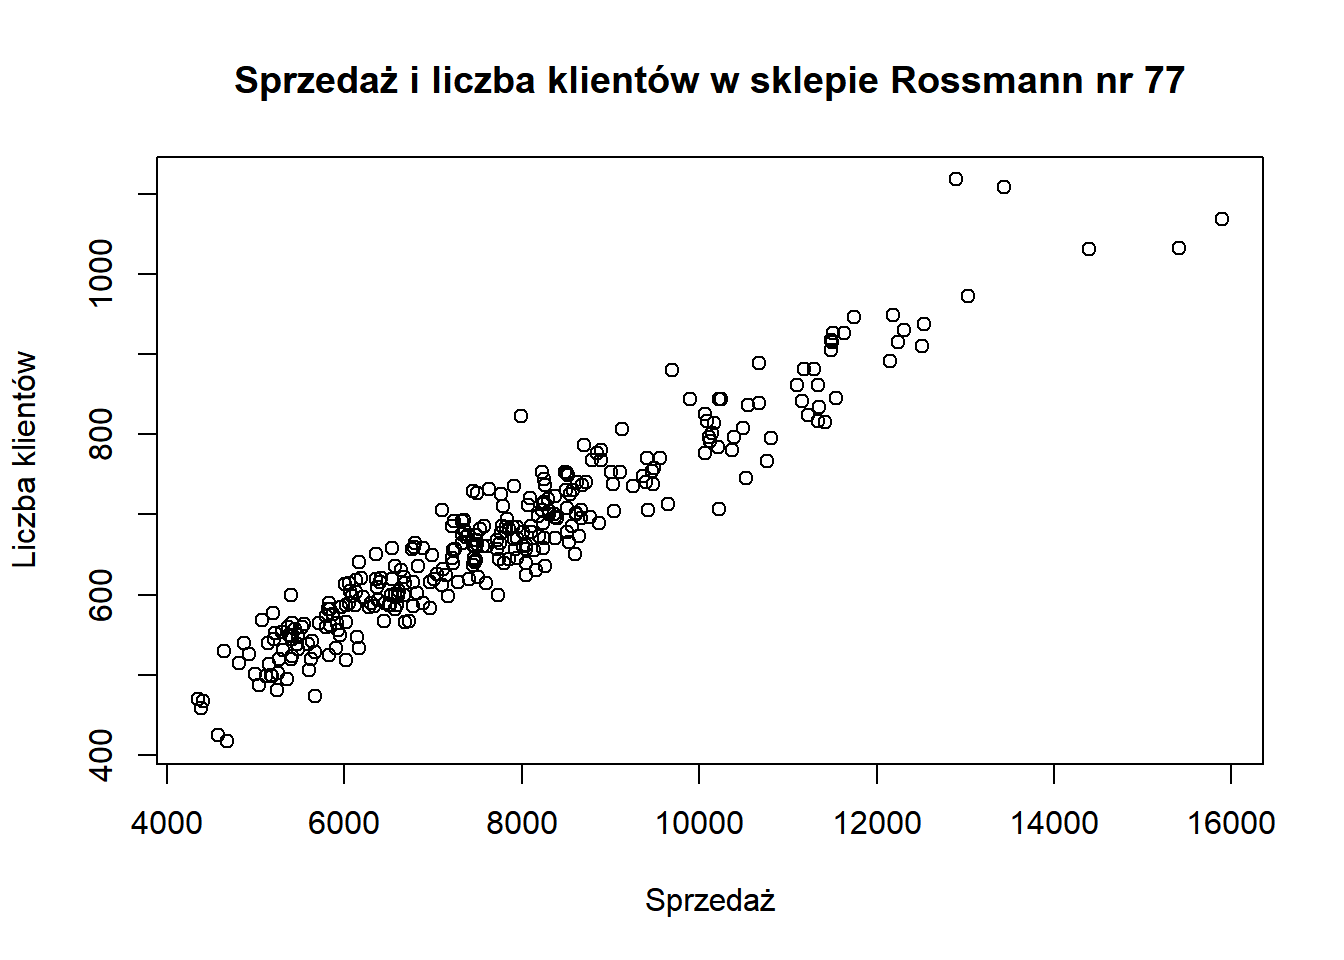 Sprzedaż i liczba klientów w sklepie Rossmann nr 77
Liczba klientów
1000
800
600
400
4000 6000 8000 10000 12000 14000 16000
Sprzedaż